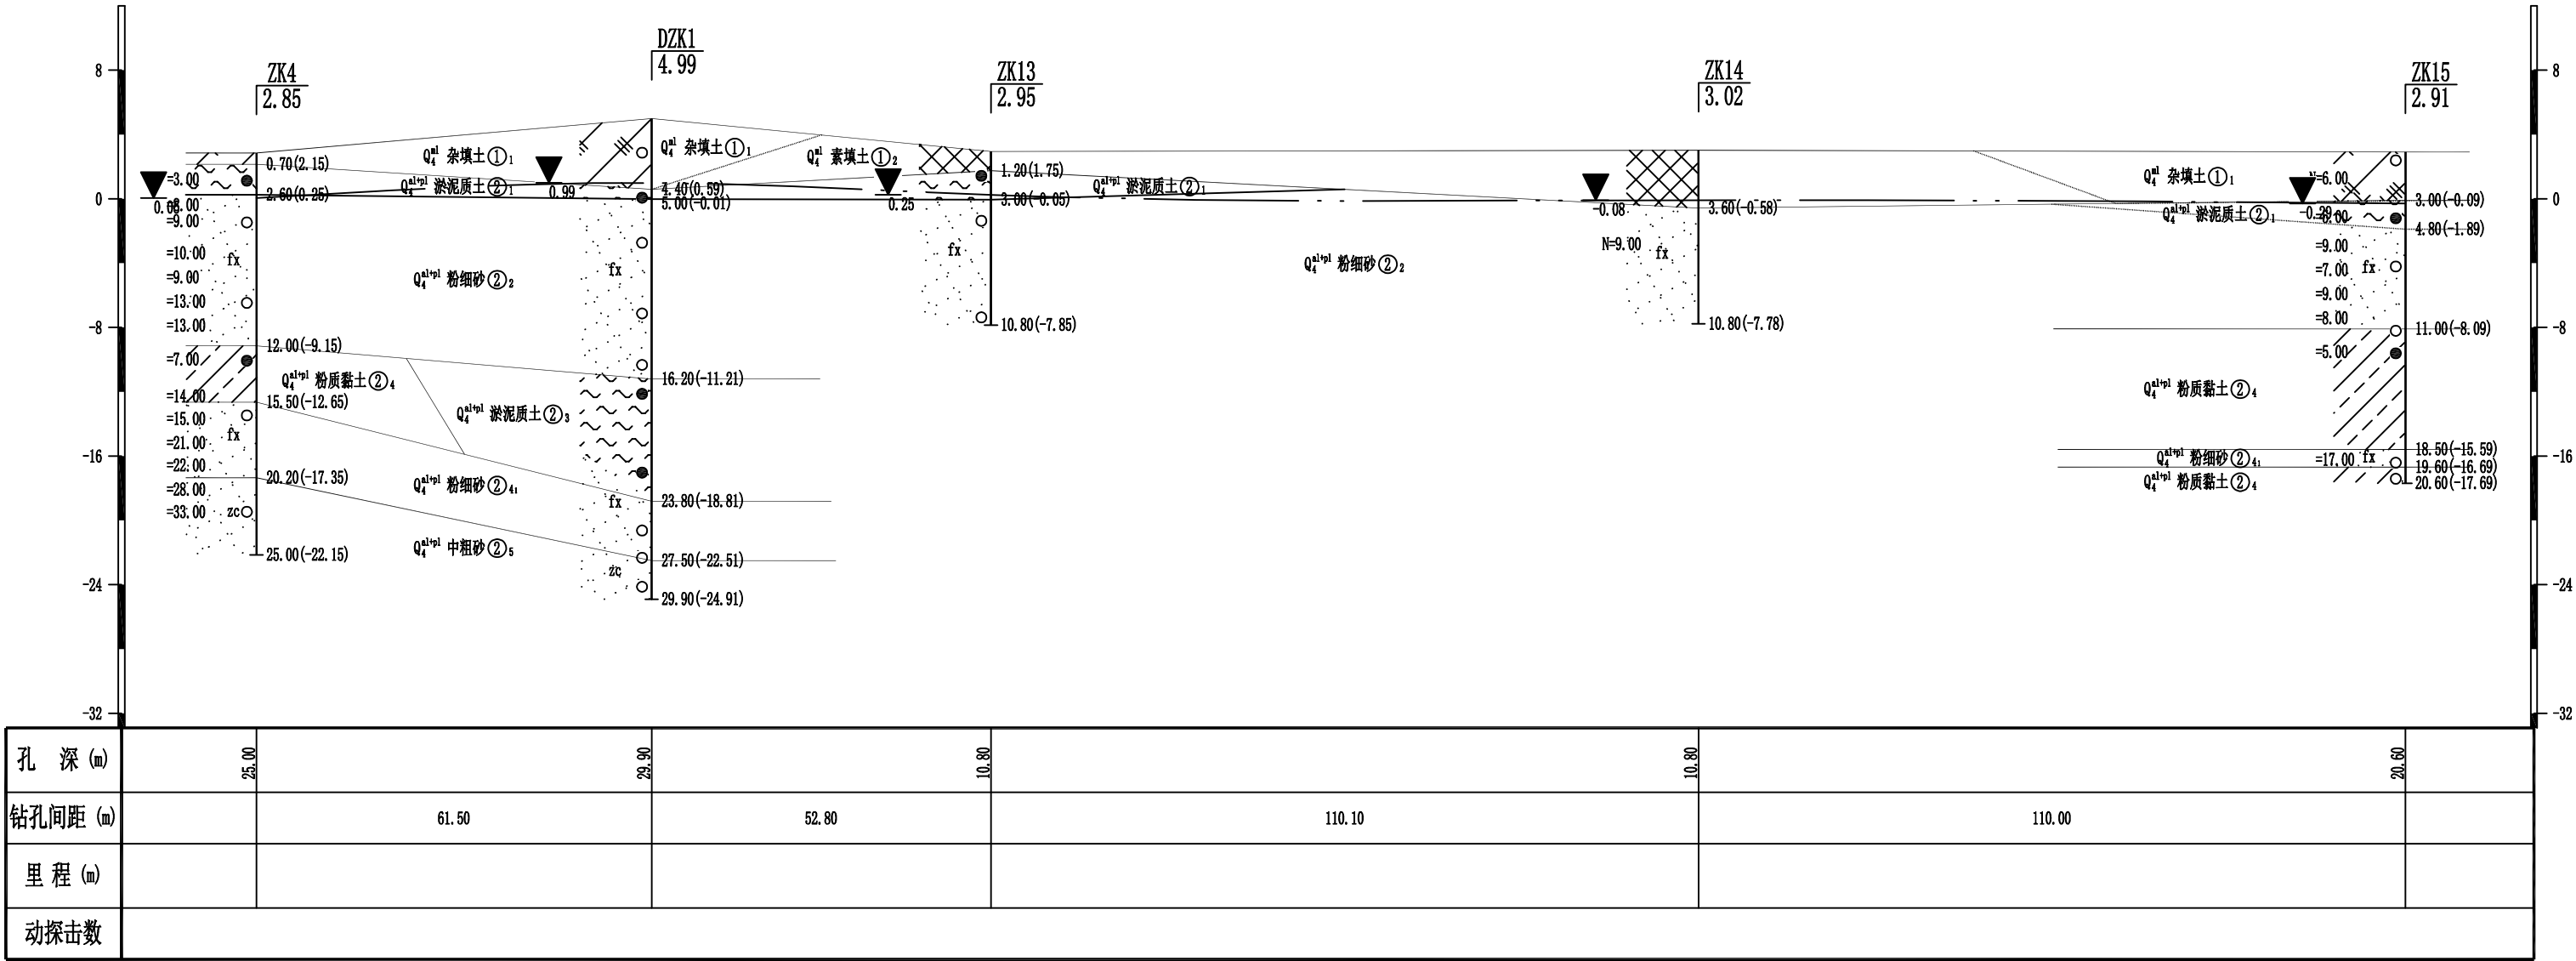 DZK1
4.99
ZK4
2.85
ZK13
2.95
ZK14
3.02
ZK15
2.91
8
0
-8
-16
-24
-32
8
0
-8
-16
-24
-32
=3.00
=9.00
=10.00
=9.00
=13.00
=13.00
=7.00
=14.00
=15.00
=21.00
=22.00
=28.00
=33.00
fx
fx
zc
0.70(2.15)
2.60(0.25)
12.00(-9.15)
15.50(-12.65)
20.20(-17.35)
25.00(-22.15)
Q4ml 杂填土①1
Q4al+pl 淤泥质土②1
Q4al+pl 粉细砂②2
Q4al+pl 粉质黏土②4
Q4al+pl 淤泥质土②3
Q4al+pl 粉细砂②41
Q4al+pl 中粗砂②5
0.99
fx
fx
zc
4.40(0.59)
5.00(-0.01)
16.20(-11.21)
23.80(-18.81)
27.50(-22.51)
29.90(-24.91)
Q4ml 杂填土①1
Q4ml 素填土①2
0.25
fx
1.20(1.75)
3.00(-0.05)
10.80(-7.85)
Q4al+pl 淤泥质土②1
Q4al+pl 粉细砂②2
-0.08
N=9.00
fx
3.60(-0.58)
10.80(-7.78)
Q4ml 杂填土①1
Q4al+pl 淤泥质土②1
Q4al+pl 粉质黏土②4
Q4al+pl 粉细砂②41
Q4al+pl 粉质黏土②4
=6.00
=9.00
=7.00
=9.00
=8.00
=5.00
=17.00
fx
fx
3.00(-0.09)
4.80(-1.89)
11.00(-8.09)
18.50(-15.59)
19.60(-16.69)
20.60(-17.69)
孔 深(m)
25.00
29.90
10.80
10.80
20.60
钻孔间距(m)
61.50
52.80
110.10
110.00
里 程(m)
动探击数